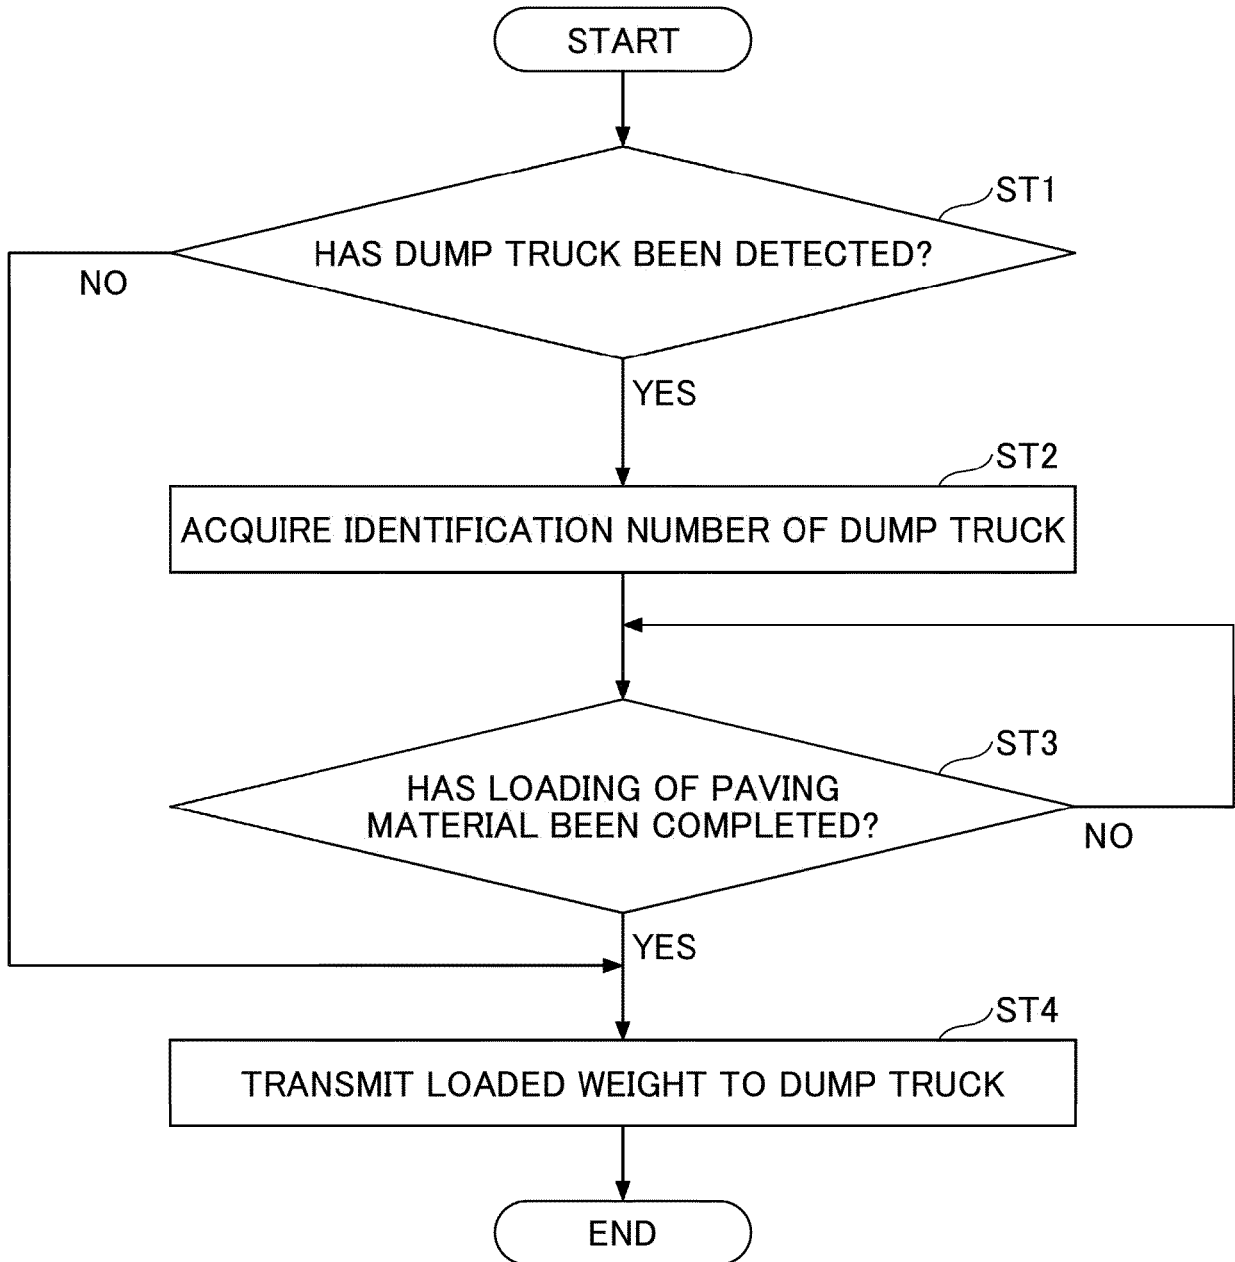 START
ST1
HAS DUMP TRUCK BEEN DETECTED?
NO
YES
ST2
ACQUIRE IDENTIFICATION NUMBER OF DUMP TRUCK
ST3
HAS LOADING OF PAVING
MATERIAL BEEN COMPLETED?
NO
YES
ST4
TRANSMIT LOADED WEIGHT TO DUMP TRUCK
END